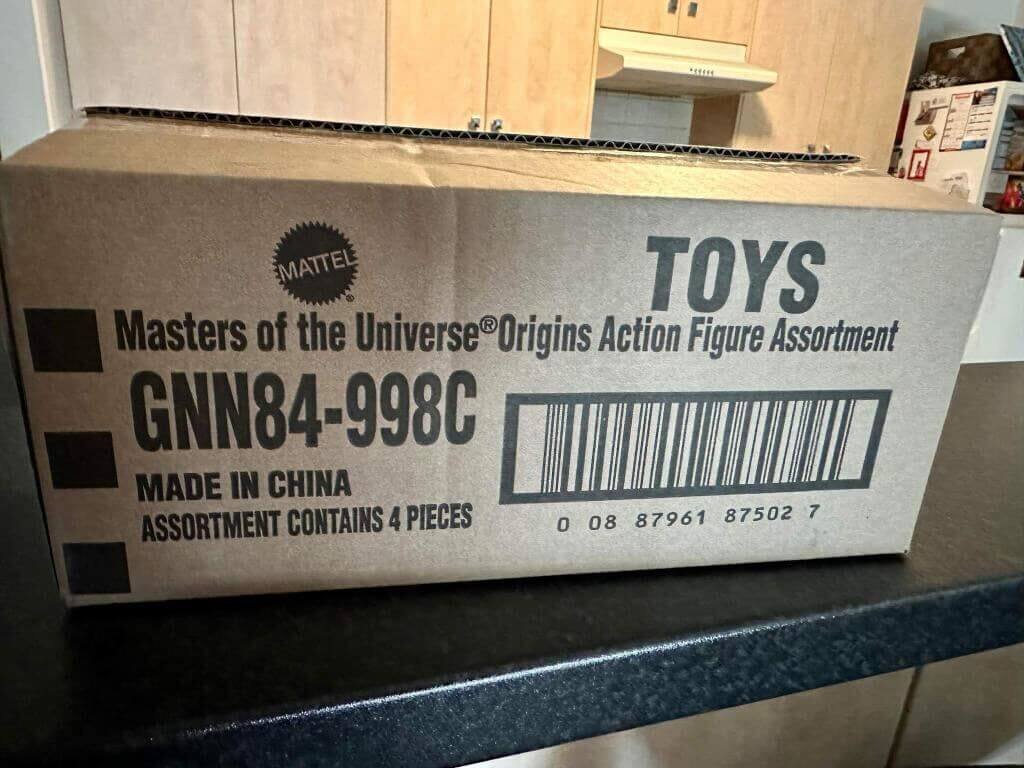 MATTEL®
TOYS
Masters of the Universe® Origins Action Figure Assortment
GNN84-998C
MADE IN CHINA
ASSORTMENT CONTAINS 4 PIECES
0 08 87961 87502 7